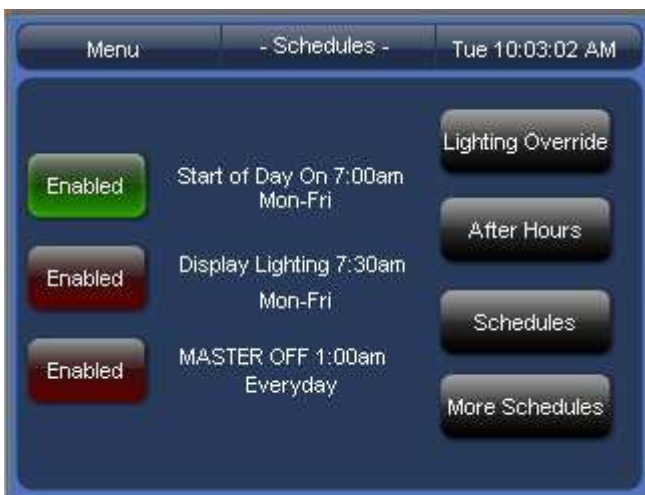 Menu
- Schedules -
Tue 10:03:02 AM
Enabled
Start of Day On 7:00am
Mon-Fri
Enabled
Display Lighting 7:30am
Mon-Fri
Enabled
MASTER OFF 1:00am
Everyday
Lighting Override
After Hours
Schedules
More Schedules